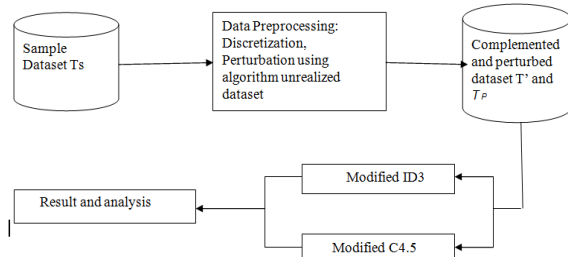 Sample
Dataset Ts
Data Preprocessing:
Discretization,
Perturbation using
algorithm unrealized
dataset
Complemented
and perturbed
dataset T' and
TP
Modified ID3
Result and analysis
Modified C4.5